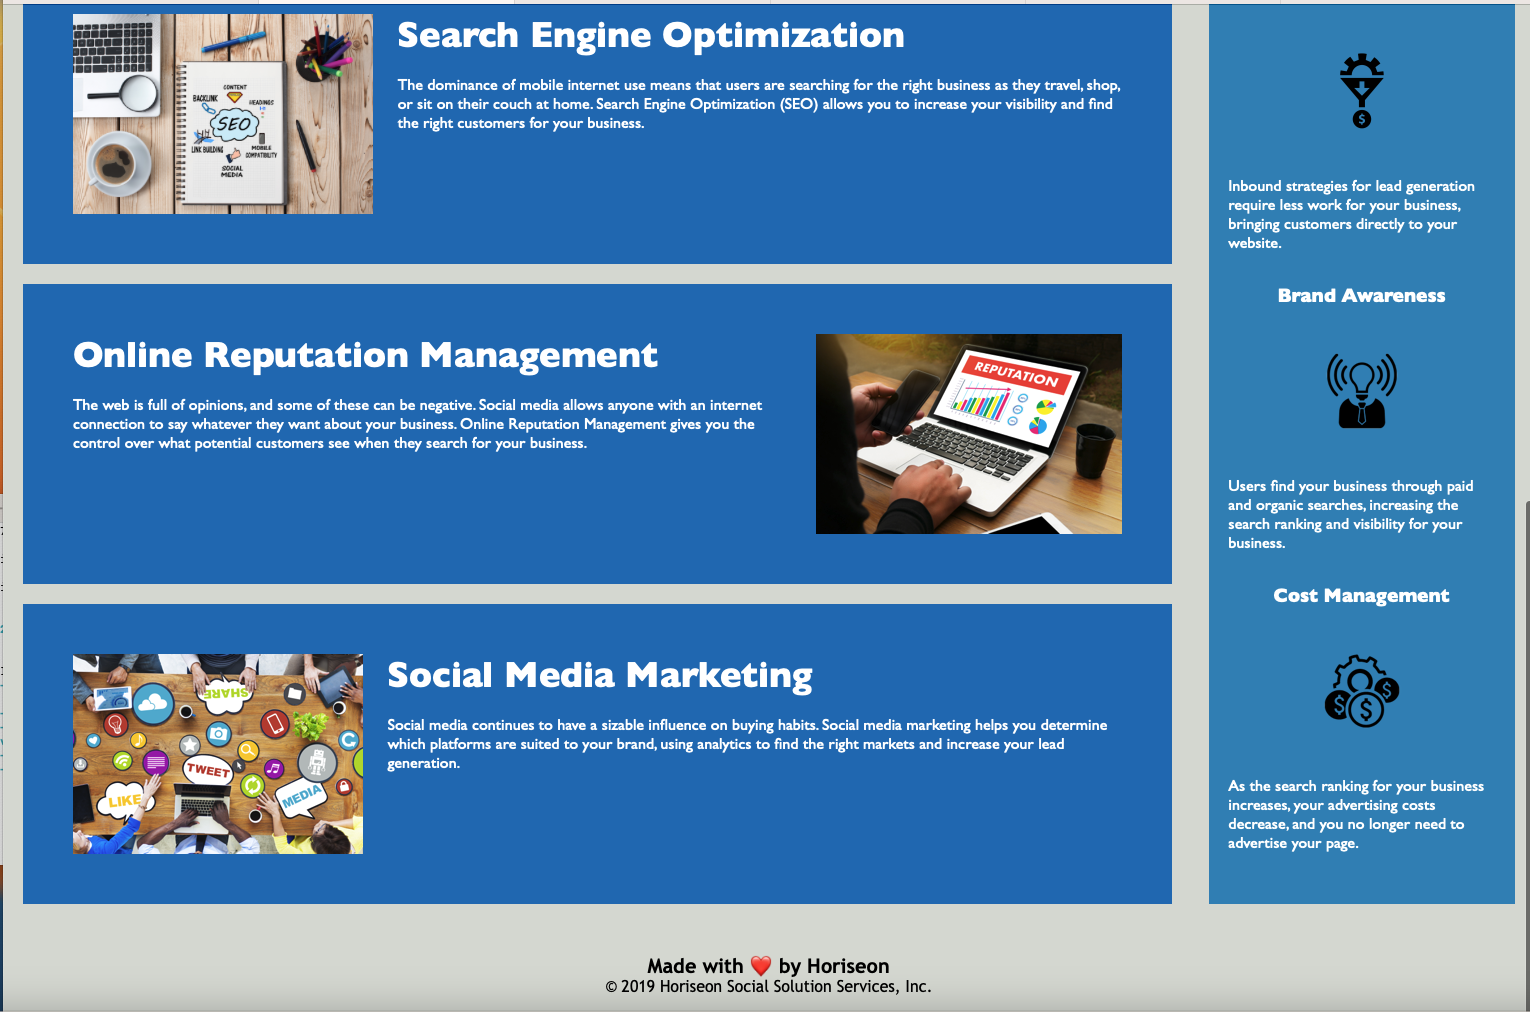 Search Engine Optimization
The dominance of mobile internet use means that users are searching for the right business as they travel, shop,
or sit on their couch at home. Search Engine Optimization (SEO) allows you to increase your visibility and find
the right customers for your business.
CONTENT
BACKLINK
HEADINGS
SEO
LINK BUILDING
MOBILE
COMPATIBILITY
SOCIAL
MEDIA
Online Reputation Management
The web is full of opinions, and some of these can be negative. Social media allows anyone with an internet
connection to say whatever they want about your business. Online Reputation Management gives you the
control over what potential customers see when they search for your business.
REPUTATION
Social Media Marketing
Social media continues to have a sizable influence on buying habits. Social media marketing helps you determine
which platforms are suited to your brand, using analytics to find the right markets and increase your lead
generation.
SHARE
TWEET
LIKE
MEDIA
$
Inbound strategies for lead generation
require less work for your business,
bringing customers directly to your
website.
Brand Awareness
Users find your business through paid
and organic searches, increasing the
search ranking and visibility for your
business.
Cost Management
$ $ $
As the search ranking for your business
increases, your advertising costs
decrease, and you no longer need to
advertise your page.
Made with ❤️ by Horiseon
© 2019 Horiseon Social Solution Services, Inc.